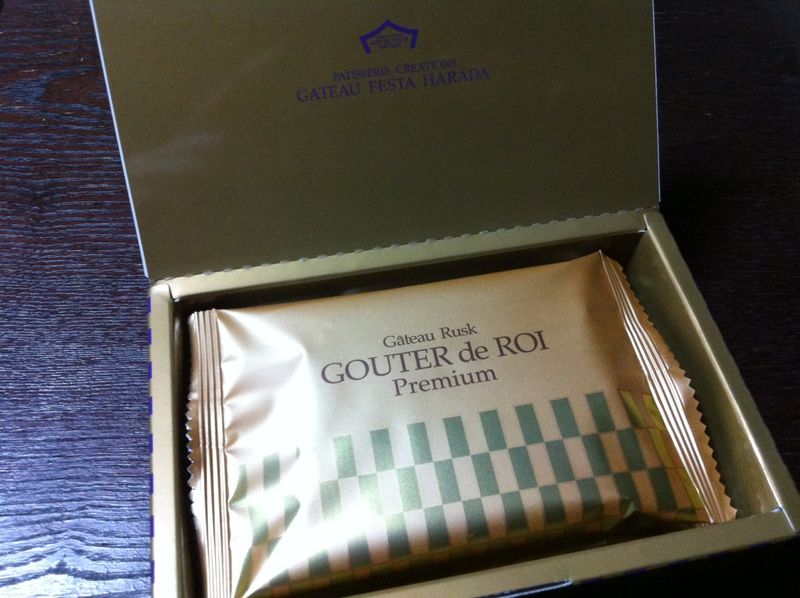 PATISSERIE CREATIONS
GATEAU FESTA HARADA
Gâteau Rusk
GOUTER de ROI
Premium